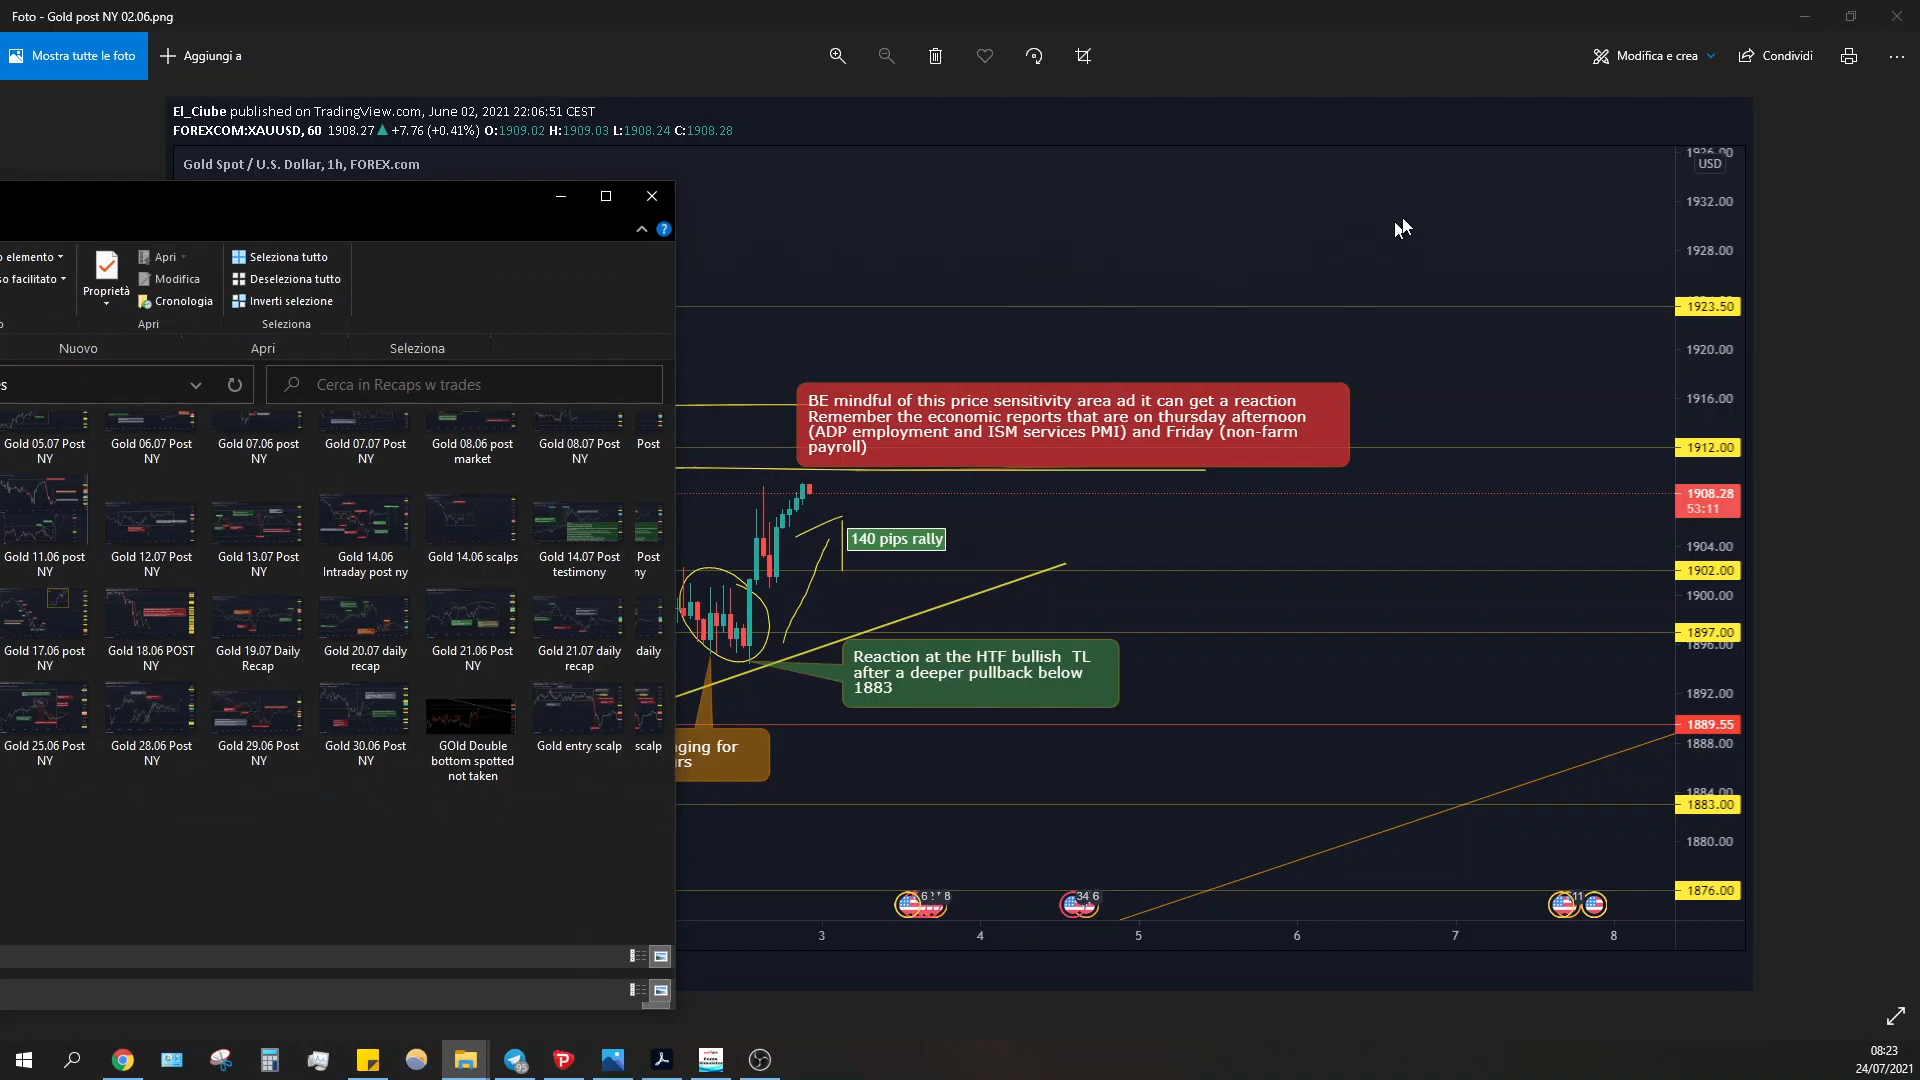 Foto - Gold post NY 02.06.png
Mostra tutte le foto
Aggiungi a
Modifica e crea
Condividi
El_Ciube published on TradingView.com, June 02, 2021 22:06:51 CEST
FOREXCOM:XAUUSD, 60 1908.27 ▲ +7.76 (+0.41%) O:1909.02 H:1909.03 L:1908.24 C:1908.28
Gold Spot / U.S. Dollar, 1h, FOREX.com
1926.00
USD
1932.00
1928.00
1923.50
1920.00
1916.00
1912.00
1908.28
53:11
1904.00
1902.00
1900.00
1897.00
1896.00
1892.00
1889.55
1888.00
1884.00
1883.00
1880.00
1876.00
o elemento
so facilitato
Proprietà
Apri
Modifica
Cronologia
Apri
Seleziona tutto
Deseleziona tutto
Inverti selezione
Seleziona
Nuovo
Apri
Seleziona
es
Cerca in Recaps w trades
Gold 05.07 Post NY
Gold 06.07 Post NY
Gold 07.06 post NY
Gold 07.07 Post NY
Gold 08.06 post market
Gold 08.07 Post NY
Post
Gold 11.06 post NY
Gold 12.07 Post NY
Gold 13.07 Post NY
Gold 14.06 Intraday post ny
Gold 14.06 scalps
Gold 14.07 Post testimony
Post ny
Gold 17.06 post NY
Gold 18.06 POST NY
Gold 19.07 Daily Recap
Gold 20.07 daily recap
Gold 21.06 Post NY
Gold 21.07 daily recap
daily
Gold 25.06 Post NY
Gold 28.06 Post NY
Gold 29.06 Post NY
Gold 30.06 Post NY
GOld Double bottom spotted not taken
Gold entry scalp
scalp
BE mindful of this price sensitivity area ad it can get a reaction
Remember the economic reports that are on thursday afternoon
(ADP employment and ISM services PMI) and Friday (non-farm
payroll)
140 pips rally
Reaction at the HTF bullish TL
after a deeper pullback below
1883
nging for
urs
3 4 5 6 7 8
95
08:23
24/07/2021